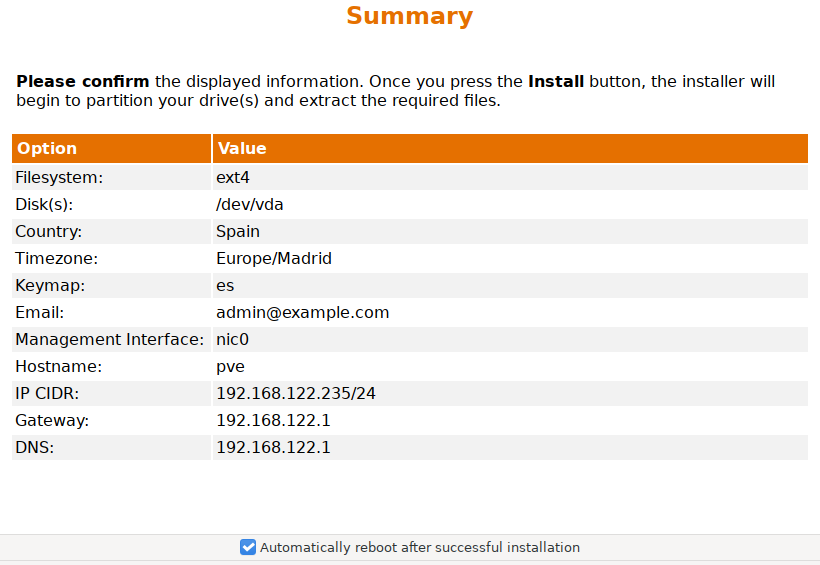 Summary
Please confirm the displayed information. Once you press the Install button, the installer will
begin to partition your drive(s) and extract the required files.
Option Value
Filesystem: ext4
Disk(s): /dev/vda
Country: Spain
Timezone: Europe/Madrid
Keymap: es
Email: admin@example.com
Management Interface: nic0
Hostname: pve
IP CIDR: 192.168.122.235/24
Gateway: 192.168.122.1
DNS: 192.168.122.1
Automatically reboot after successful installation